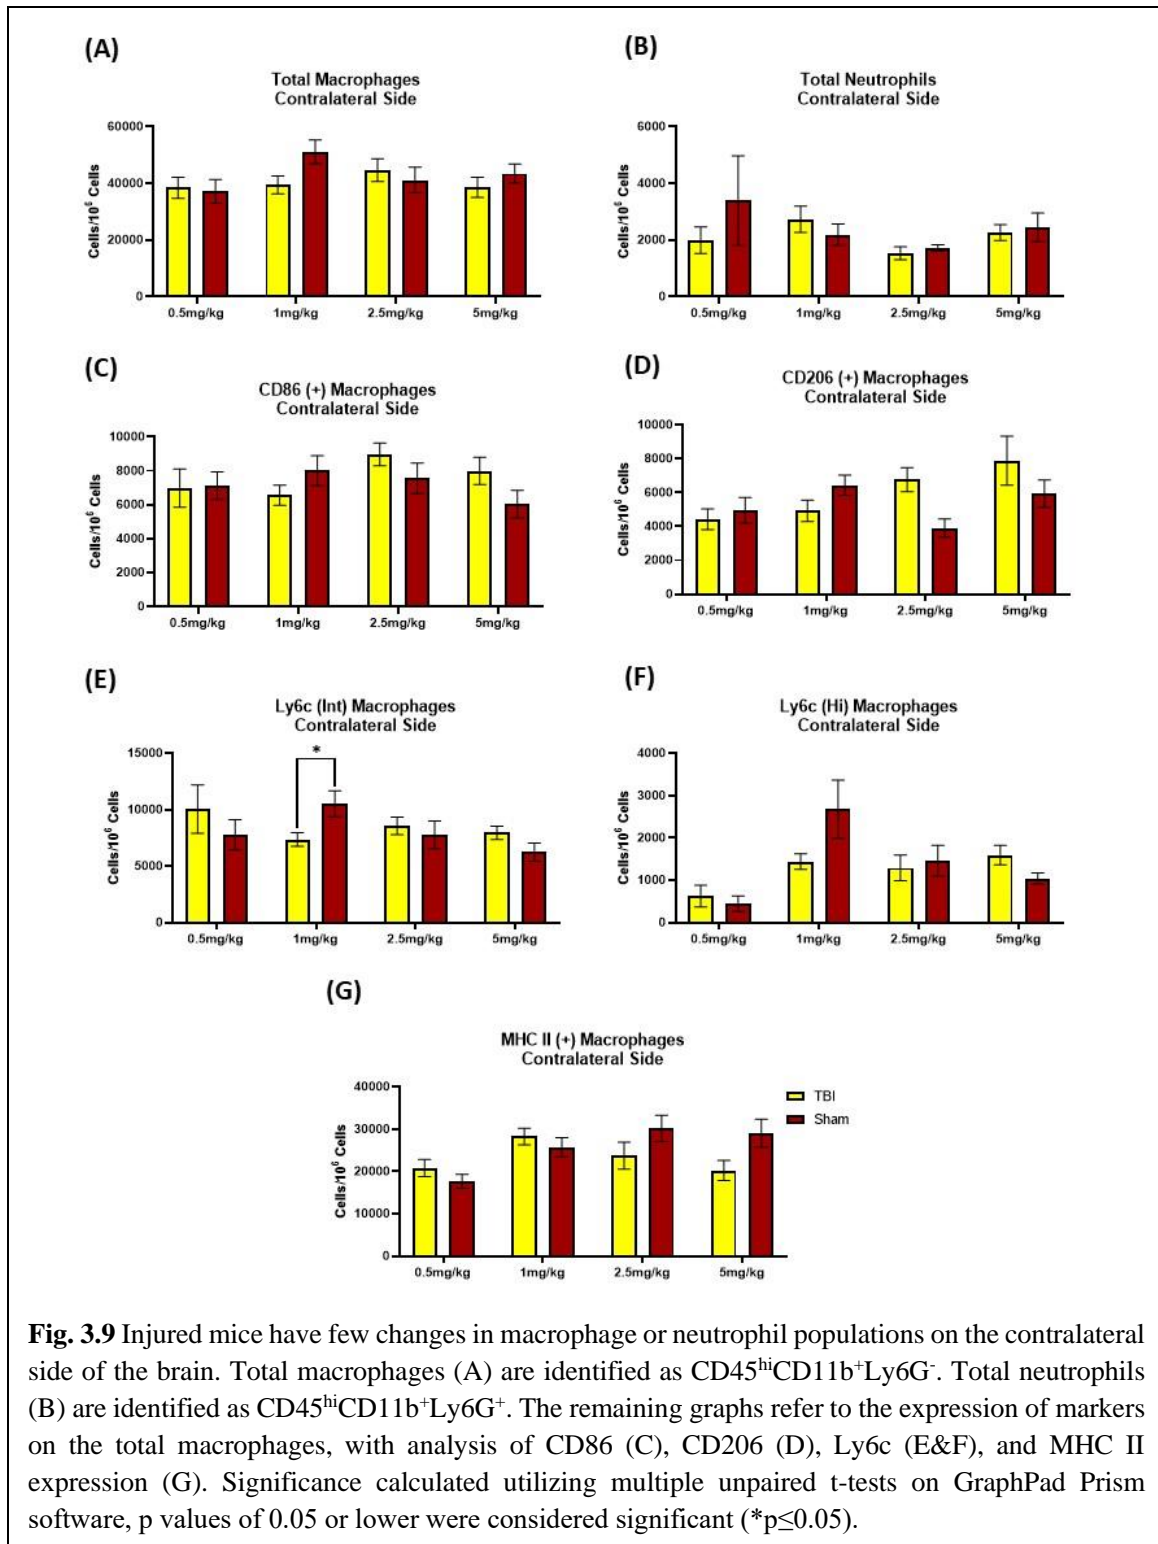 (A)
Total Macrophages
Contralateral Side
Cells/10⁶ Cells
60000
40000
20000
0
0.5mg/kg 1mg/kg 2.5mg/kg 5mg/kg
(B)
Total Neutrophils
Contralateral Side
Cells/10⁶ Cells
6000
4000
2000
0
0.5mg/kg 1mg/kg 2.5mg/kg 5mg/kg
(C)
CD86 (+) Macrophages
Contralateral Side
Cells/10⁶ Cells
10000
8000
6000
4000
2000
0
0.5mg/kg 1mg/kg 2.5mg/kg 5mg/kg
(D)
CD206 (+) Macrophages
Contralateral Side
Cells/10⁶ Cells
10000
8000
6000
4000
2000
0
0.5mg/kg 1mg/kg 2.5mg/kg 5mg/kg
(E)
Ly6c (Int) Macrophages
Contralateral Side
Cells/10⁶ Cells
15000
10000
5000
0
*
0.5mg/kg 1mg/kg 2.5mg/kg 5mg/kg
(F)
Ly6c (Hi) Macrophages
Contralateral Side
Cells/10⁶ Cells
4000
3000
2000
1000
0
0.5mg/kg 1mg/kg 2.5mg/kg 5mg/kg
(G)
MHC II (+) Macrophages
Contralateral Side
Cells/10⁶ Cells
40000
30000
20000
10000
0
0.5mg/kg 1mg/kg 2.5mg/kg 5mg/kg
TBI
Sham
Fig. 3.9 Injured mice have few changes in macrophage or neutrophil populations on the contralateral
side of the brain. Total macrophages (A) are identified as CD45ʰⁱCD11b⁺Ly6G⁻. Total neutrophils
(B) are identified as CD45ʰⁱCD11b⁺Ly6G⁺. The remaining graphs refer to the expression of markers
on the total macrophages, with analysis of CD86 (C), CD206 (D), Ly6c (E&F), and MHC II
expression (G). Significance calculated utilizing multiple unpaired t-tests on GraphPad Prism
software, p values of 0.05 or lower were considered significant (*p≤0.05).